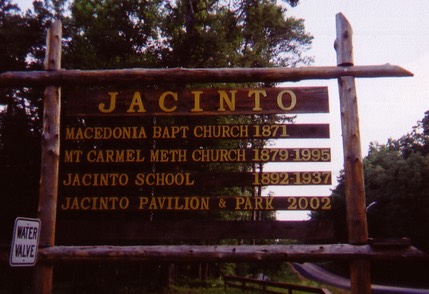 JACINTO
MACEDONIA BAPT CHURCH 1871
MT CARMEL METH CHURCH 1879-1995
JACINTO SCHOOL 1892-1937
JACINTO PAVILION & PARK 2002
WATER
VALVE